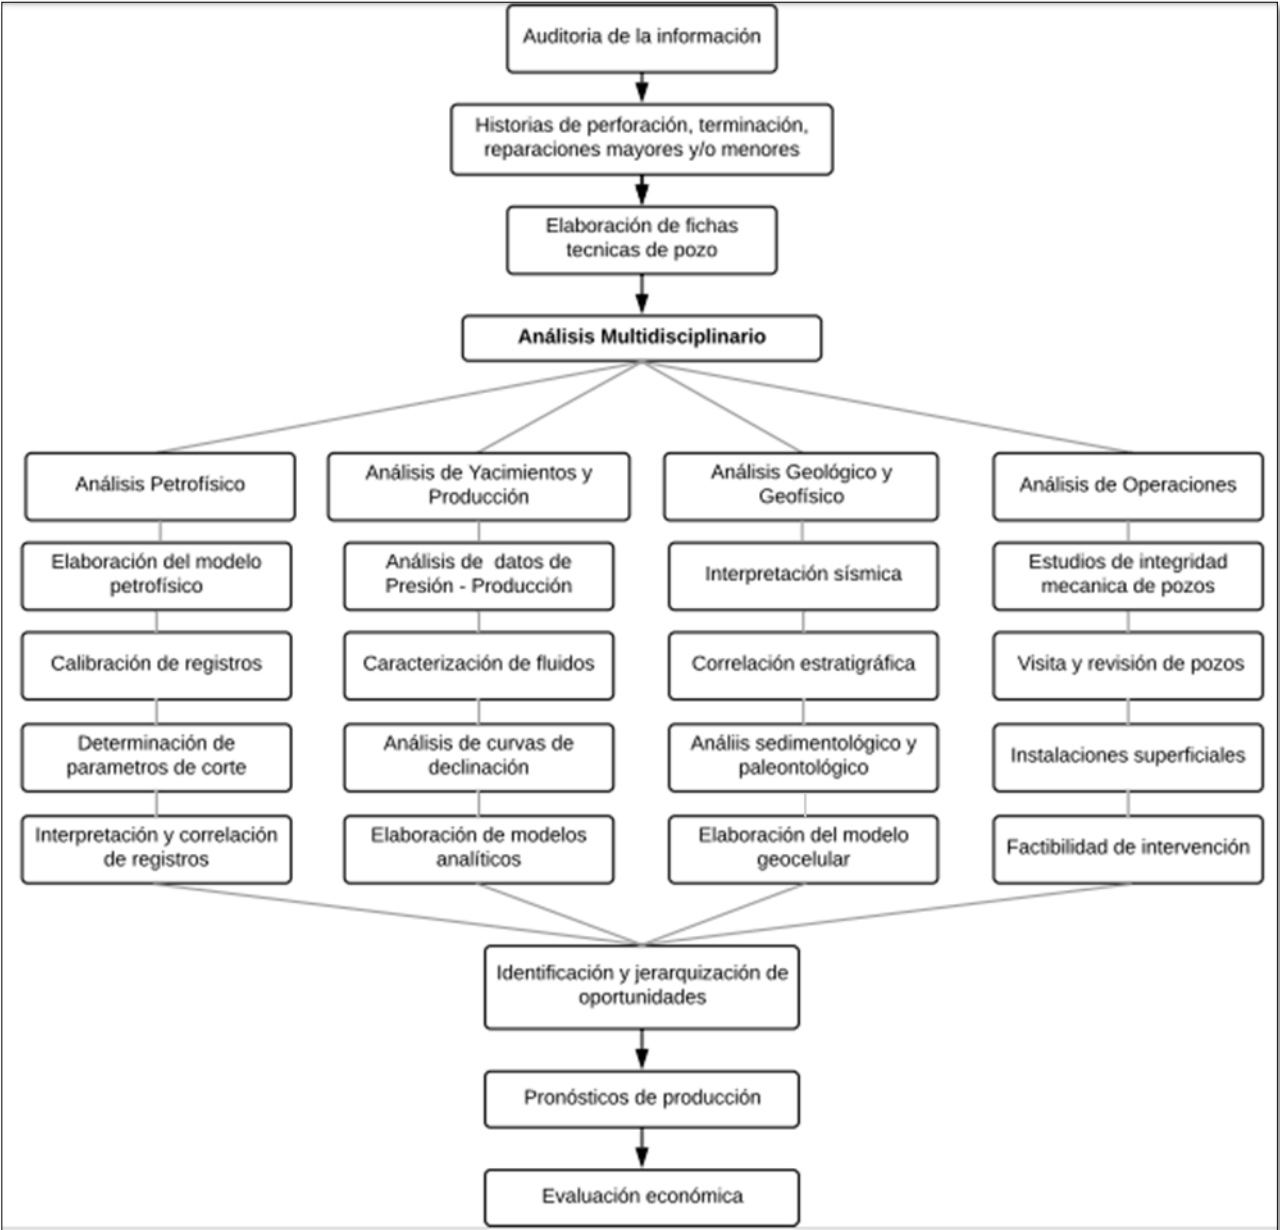 Auditoria de la información
Historias de perforación, terminación,
reparaciones mayores y/o menores
Elaboración de fichas
tecnicas de pozo
Análisis Multidisciplinario
Análisis Petrofísico
Análisis de Yacimientos y
Producción
Análisis Geológico y
Geofísico
Análisis de Operaciones
Elaboración del modelo
petrofísico
Análisis de datos de
Presión - Producción
Interpretación sísmica
Estudios de integridad
mecanica de pozos
Calibración de registros
Caracterización de fluidos
Correlación estratigráfica
Visita y revisión de pozos
Determinación de
parametros de corte
Análisis de curvas de
declinación
Análiis sedimentológico y
paleontológico
Instalaciones superficiales
Interpretación y correlación
de registros
Elaboración de modelos
analíticos
Elaboración del modelo
geocelular
Factibilidad de intervención
Identificación y jerarquización de
oportunidades
Pronósticos de producción
Evaluación económica